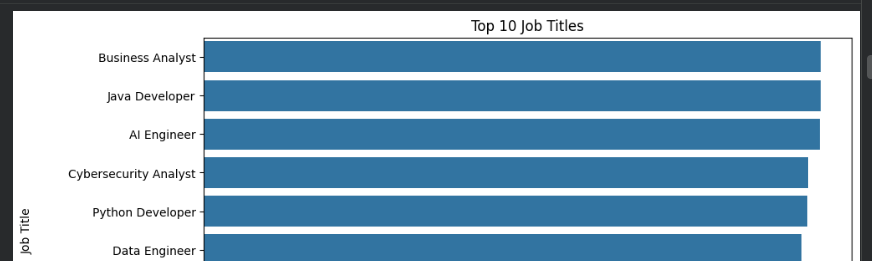 Top 10 Job Titles
Business Analyst
Java Developer
AI Engineer
Cybersecurity Analyst
Python Developer
Job Title
Data Engineer